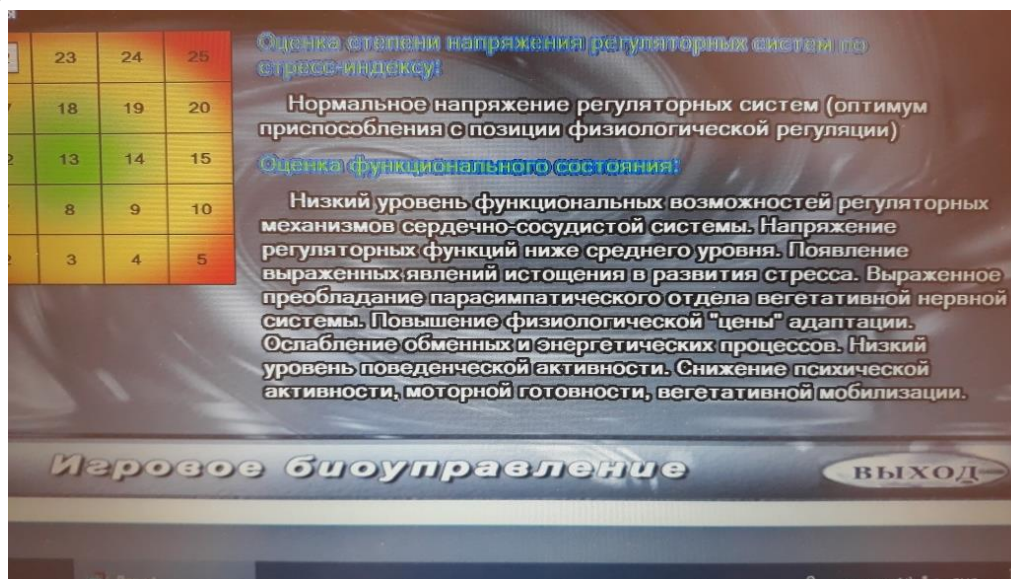 23 24 25
Оценка степени напряжения регуляторных систем по
стресс-индексу:
18 19 20
Нормальное напряжение регуляторных систем (оптимум
приспособления с позиции физиологической регуляции)
13 14 15
Оценка функционального состояния:
8 9 10
Низкий уровень функциональных возможностей регуляторных
механизмов сердечно-сосудистой системы. Напряжение
регуляторных функций ниже среднего уровня. Появление
3 4 5
выраженных явлений истощения в развития стресса. Выраженное
преобладание парасимпатического отдела вегетативной нервной
системы. Повышение физиологической "цены" адаптации.
Ослабление обменных и энергетических процессов. Низкий
уровень поведенческой активности. Снижение психической
активности, моторной готовности, вегетативной мобилизации.
Игровое биоуправление
ВЫХОД